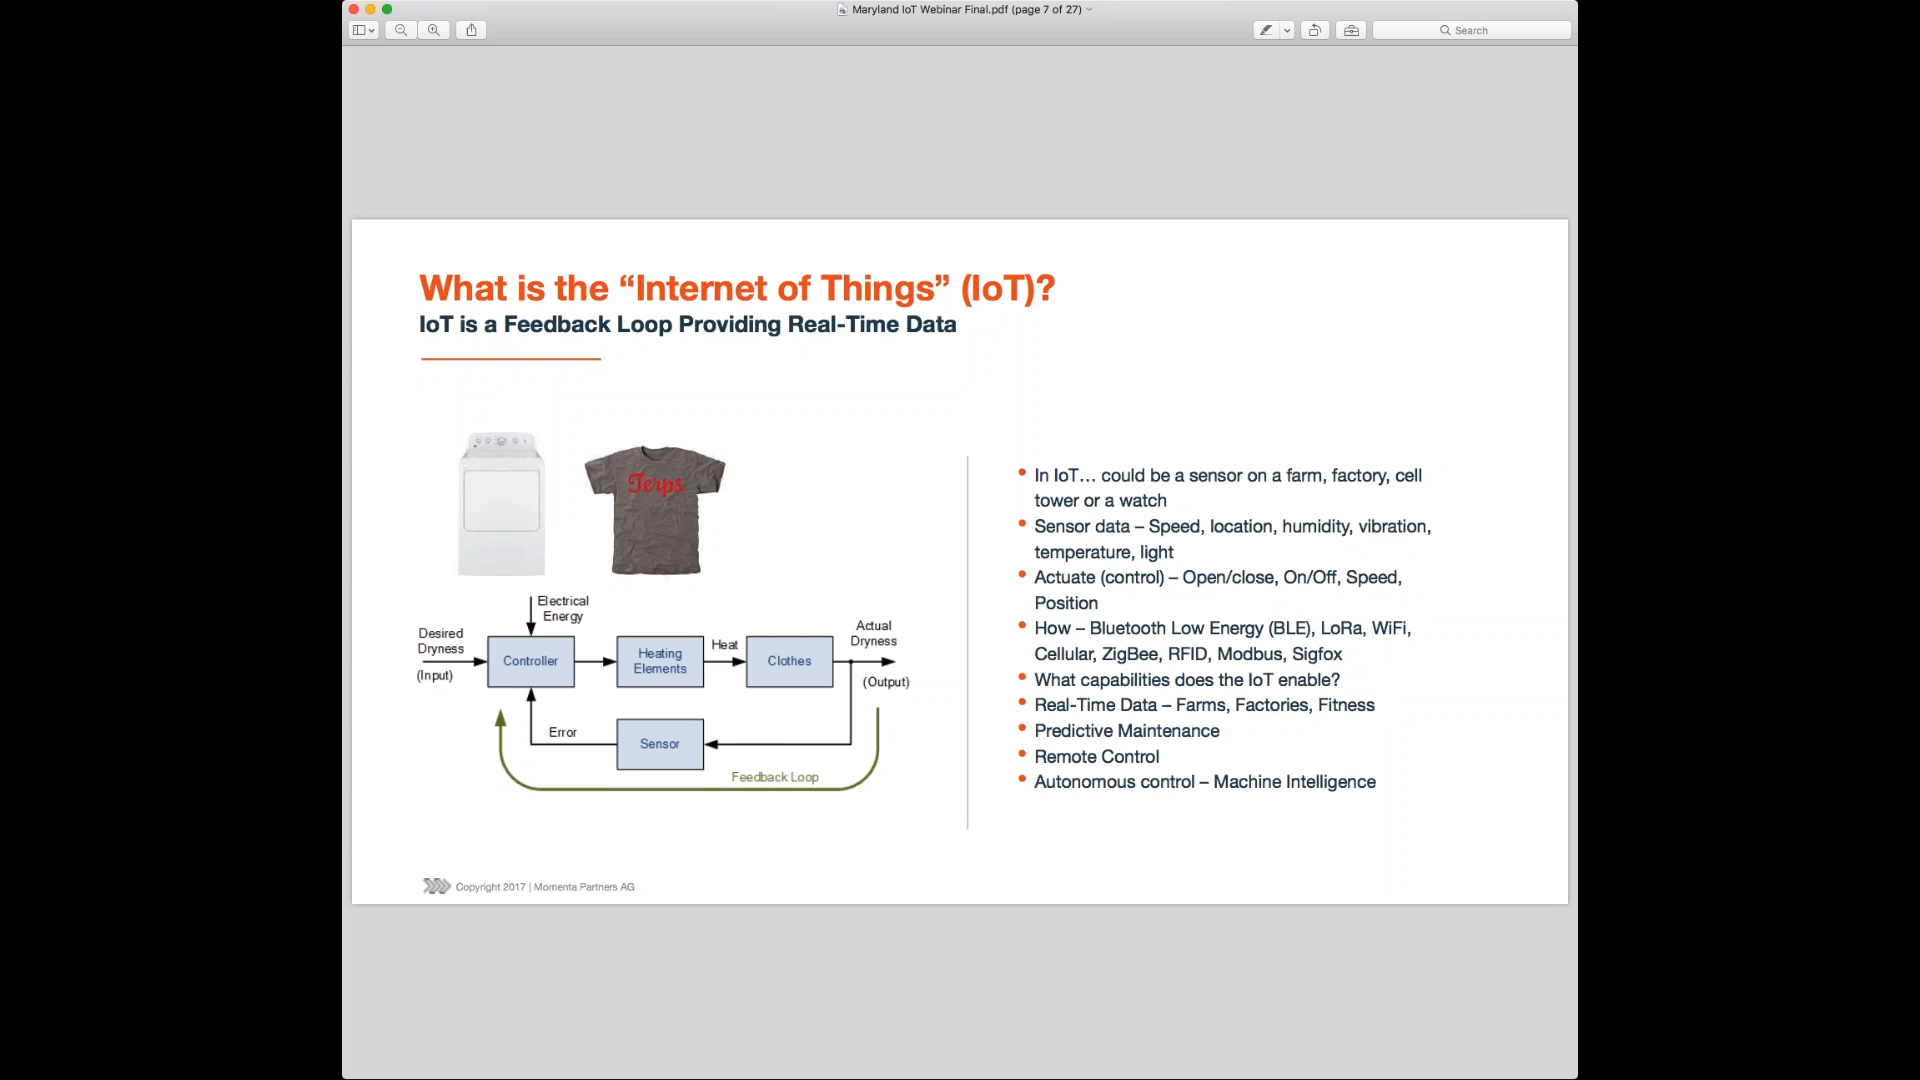 Maryland IoT Webinar Final.pdf (page 7 of 27)
Search
What is the “Internet of Things” (IoT)?
IoT is a Feedback Loop Providing Real-Time Data
Terps
Electrical
Energy
Desired
Dryness
(Input)
Controller
Heating
Elements
Heat
Clothes
Actual
Dryness
(Output)
Error
Sensor
Feedback Loop
• In IoT… could be a sensor on a farm, factory, cell
tower or a watch
• Sensor data – Speed, location, humidity, vibration,
temperature, light
• Actuate (control) – Open/close, On/Off, Speed,
Position
• How – Bluetooth Low Energy (BLE), LoRa, WiFi,
Cellular, ZigBee, RFID, Modbus, Sigfox
• What capabilities does the IoT enable?
• Real-Time Data – Farms, Factories, Fitness
• Predictive Maintenance
• Remote Control
• Autonomous control – Machine Intelligence
Copyright 2017 | Momenta Partners AG